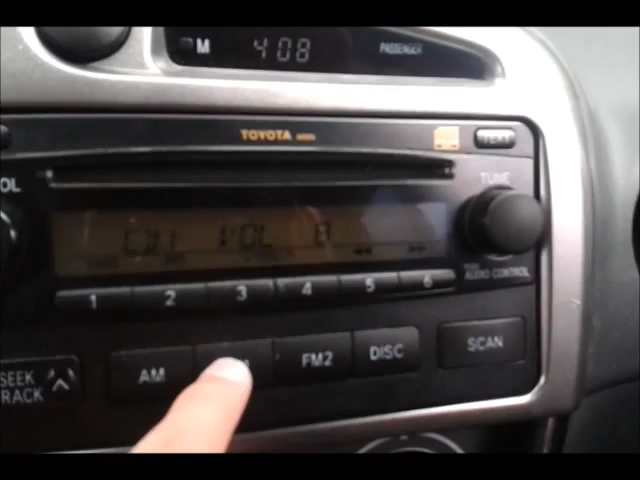 M 4:08 PASSENGER
TOYOTA
TEXT
VOL TUNE
CD1 VOL 8
1 2 3 4 5 6
AUDIO CONTROL
SEEK TRACK AM FM2 DISC SCAN